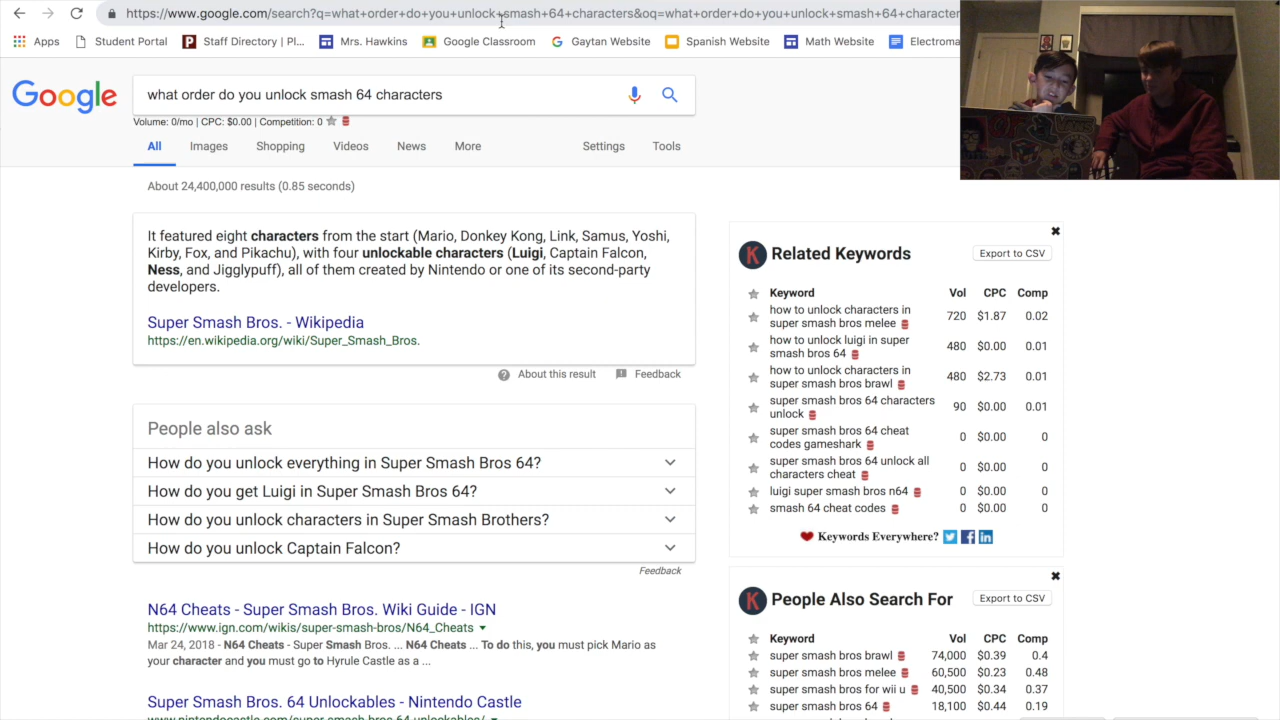 https://www.google.com/search?q=what+order+do+you+unlock+smash+64+characters&oq=what+order+do+you+unlock+smash+64+character
Apps
Student Portal
Staff Directory | Pl...
Mrs. Hawkins
Google Classroom
Gaytan Website
Spanish Website
Math Website
Electroma
Google
what order do you unlock smash 64 characters
Volume: 0/mo | CPC: $0.00 | Competition: 0
All
Images
Shopping
Videos
News
More
Settings
Tools
About 24,400,000 results (0.85 seconds)
It featured eight characters from the start (Mario, Donkey Kong, Link, Samus, Yoshi,
Kirby, Fox, and Pikachu), with four unlockable characters (Luigi, Captain Falcon,
Ness, and Jigglypuff), all of them created by Nintendo or one of its second-party
developers.
Super Smash Bros. - Wikipedia
https://en.wikipedia.org/wiki/Super_Smash_Bros.
About this result
Feedback
People also ask
How do you unlock everything in Super Smash Bros 64?
How do you get Luigi in Super Smash Bros 64?
How do you unlock characters in Super Smash Brothers?
How do you unlock Captain Falcon?
Feedback
N64 Cheats - Super Smash Bros. Wiki Guide - IGN
https://www.ign.com/wikis/super-smash-bros/N64_Cheats
Mar 24, 2018 - N64 Cheats - Super Smash Bros. ... N64 Cheats ... To do this, you must pick Mario as
your character and you must go to Hyrule Castle as a ...
Super Smash Bros. 64 Unlockables - Nintendo Castle
www.nintendocastle.com/super-smash-bros-64-unlockables/
K Related Keywords
Export to CSV
Keyword Vol CPC Comp
how to unlock characters in
super smash bros melee 720 $1.87 0.02
how to unlock luigi in super
smash bros 64 480 $0.00 0.01
how to unlock characters in
super smash bros brawl 480 $2.73 0.01
super smash bros 64 characters
unlock 90 $0.00 0.01
super smash bros 64 cheat
codes gameshark 0 $0.00 0
super smash bros 64 unlock all
characters cheat 0 $0.00 0
luigi super smash bros n64 0 $0.00 0
smash 64 cheat codes 0 $0.00 0
Keywords Everywhere?
K People Also Search For
Export to CSV
Keyword Vol CPC Comp
super smash bros brawl 74,000 $0.39 0.4
super smash bros melee 60,500 $0.23 0.48
super smash bros for wii u 40,500 $0.34 0.37
super smash bros 64 18,100 $0.44 0.19